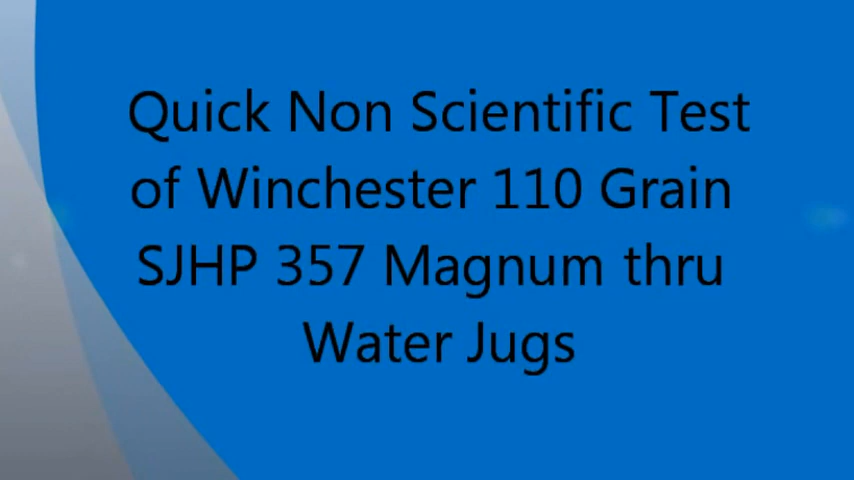 Quick Non Scientific Test
of Winchester 110 Grain
SJHP 357 Magnum thru
Water Jugs